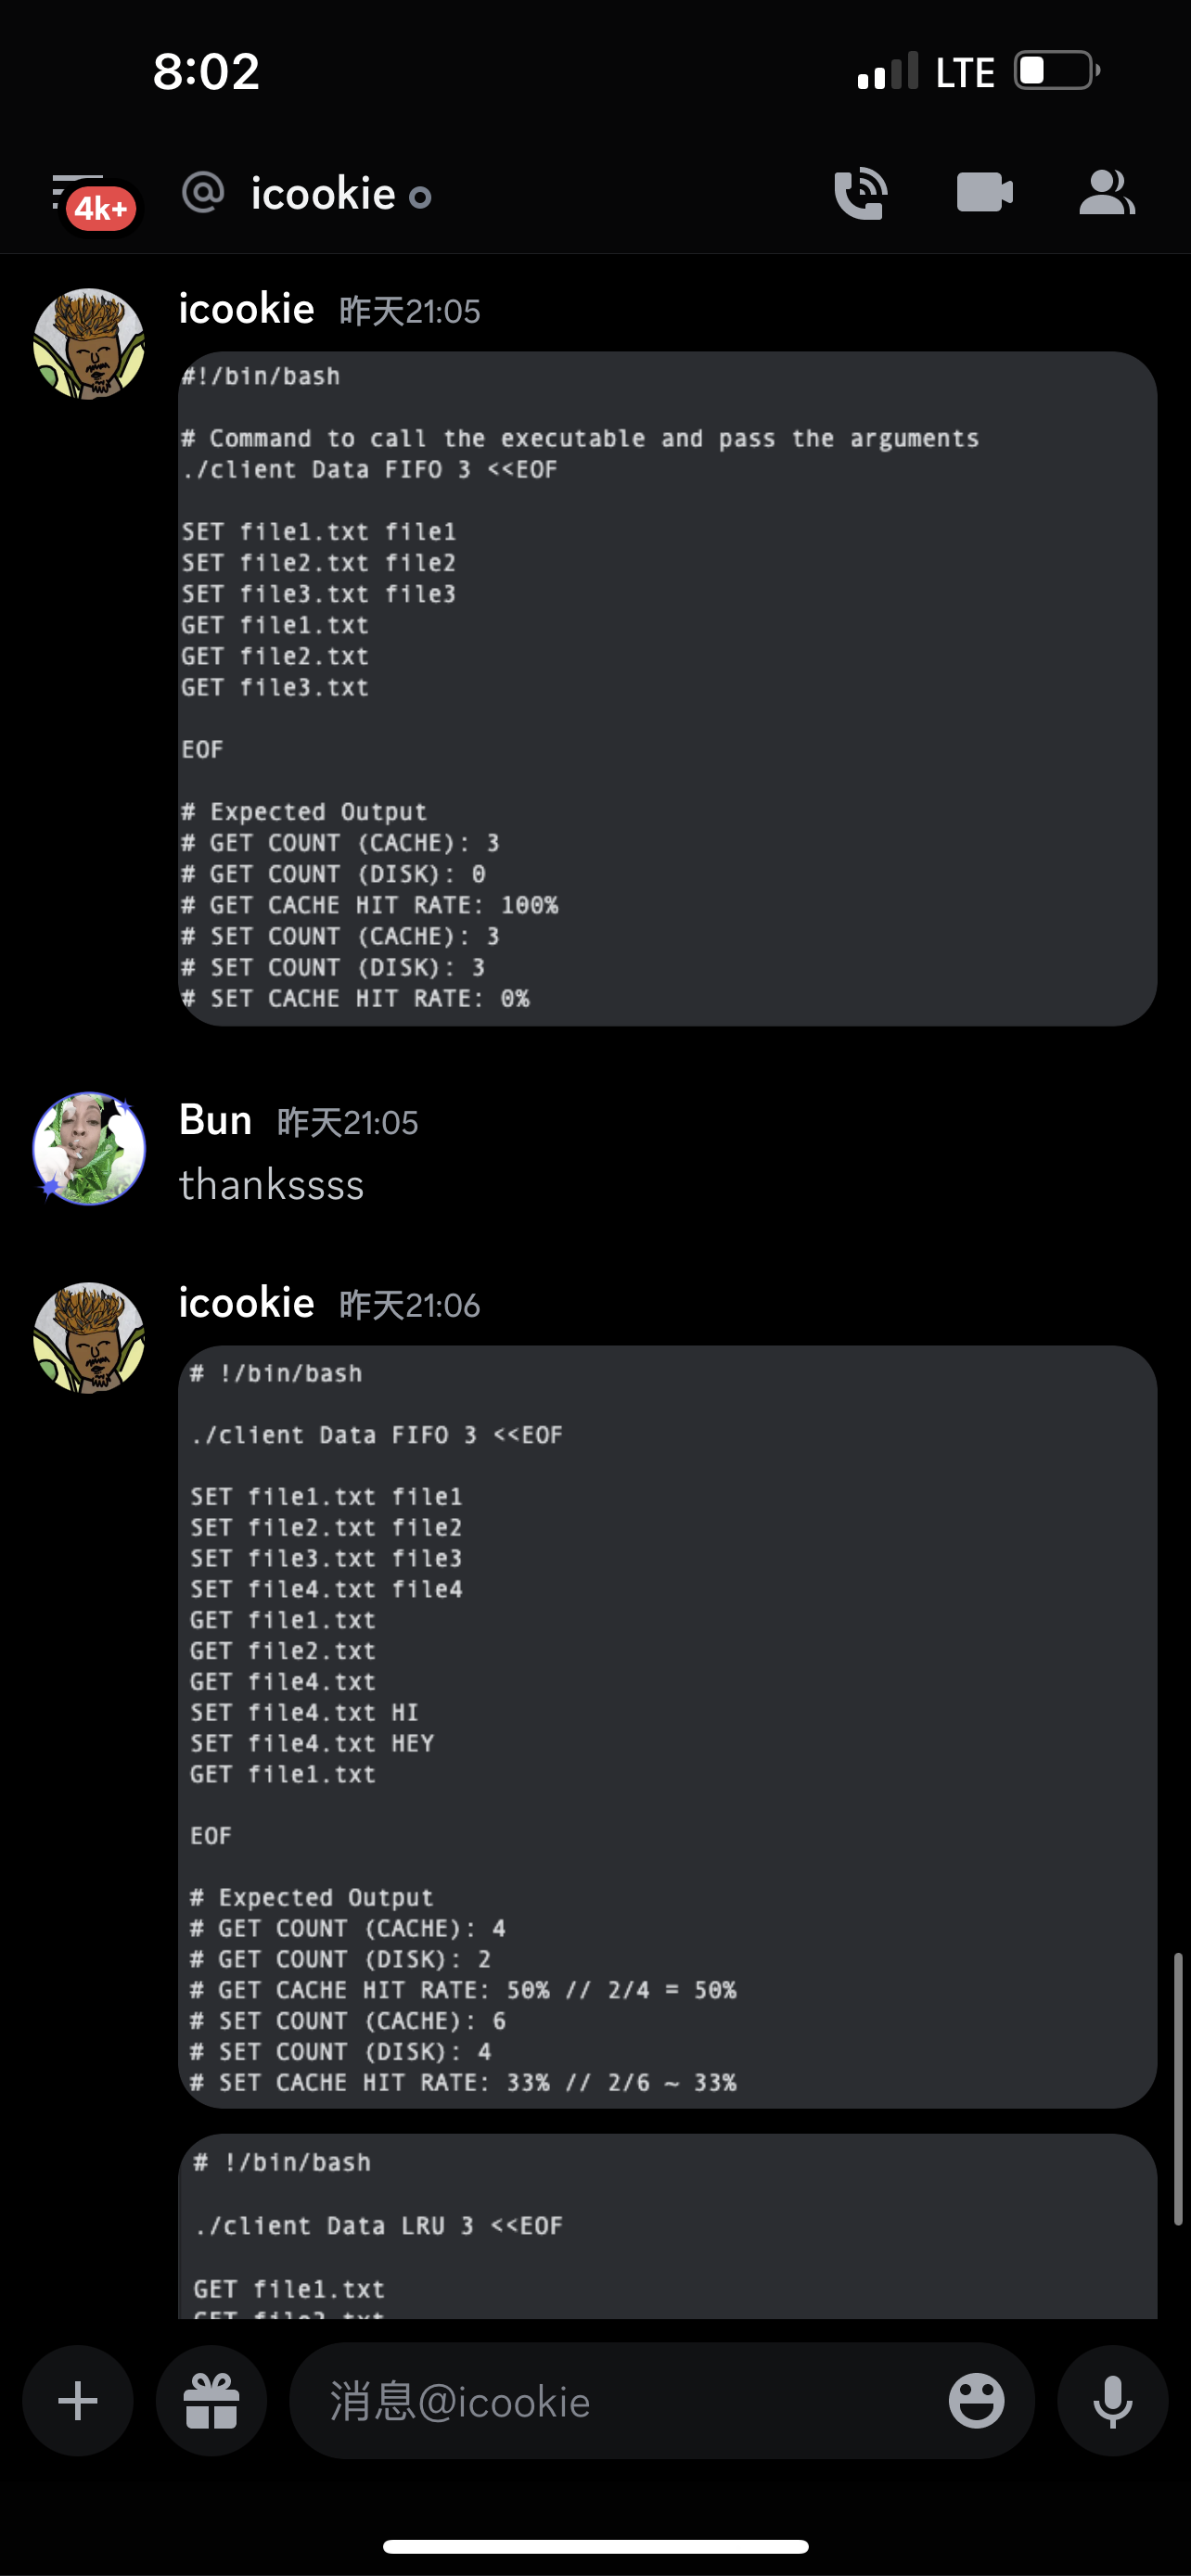 8:02
LTE
4k+
icookie
icookie 昨天21:05
#!/bin/bash
# Command to call the executable and pass the arguments
./client Data FIFO 3 <<EOF
SET file1.txt file1
SET file2.txt file2
SET file3.txt file3
GET file1.txt
GET file2.txt
GET file3.txt
EOF
# Expected Output
# GET COUNT (CACHE): 3
# GET COUNT (DISK): 0
# GET CACHE HIT RATE: 100%
# SET COUNT (CACHE): 3
# SET COUNT (DISK): 3
# SET CACHE HIT RATE: 0%
Bun 昨天21:05
thankssss
icookie 昨天21:06
# !/bin/bash
./client Data FIFO 3 <<EOF
SET file1.txt file1
SET file2.txt file2
SET file3.txt file3
SET file4.txt file4
GET file1.txt
GET file2.txt
GET file4.txt
SET file4.txt HI
SET file4.txt HEY
GET file1.txt
EOF
# Expected Output
# GET COUNT (CACHE): 4
# GET COUNT (DISK): 2
# GET CACHE HIT RATE: 50% // 2/4 = 50%
# SET COUNT (CACHE): 6
# SET COUNT (DISK): 4
# SET CACHE HIT RATE: 33% // 2/6 ~ 33%
# !/bin/bash
./client Data LRU 3 <<EOF
GET file1.txt
消息@icookie